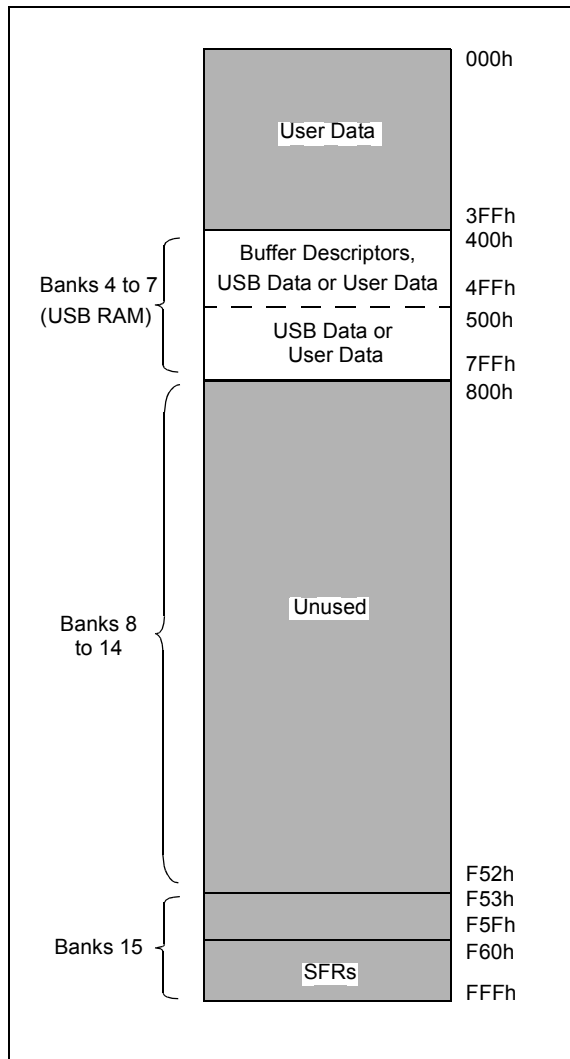 000h
User Data
3FFh
400h
Buffer Descriptors,
USB Data or User Data
Banks 4 to 7
(USB RAM)
4FFh
500h
USB Data or
User Data
7FFh
800h
Unused
Banks 8
to 14
F52h
F53h
F5Fh
Banks 15
F60h
SFRs
FFFh